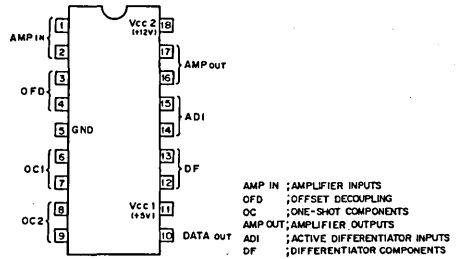 1 Vcc 2 18
(+12V)
AMP IN
2 17
AMP OUT
3 16
OFD
4 15
ADI
5 GND 14
6 13
OC1 DF
7 12
8 Vcc 1 11
(+5V)
OC2
9 10 DATA OUT
AMP IN ;AMPLIFIER INPUTS
OFD ;OFFSET DECOUPLING
OC ;ONE-SHOT COMPONENTS
AMP OUT;AMPLIFIER OUTPUTS
ADI ;ACTIVE DIFFERENTIATOR INPUTS
DF ;DIFFERENTIATOR COMPONENTS